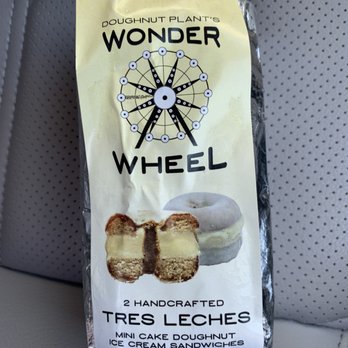 DOUGHNUT PLANT'S
WONDER
WHEEL
2 HANDCRAFTED
TRES LECHES
MINI CAKE DOUGHNUT
ICE CREAM SANDWICHES